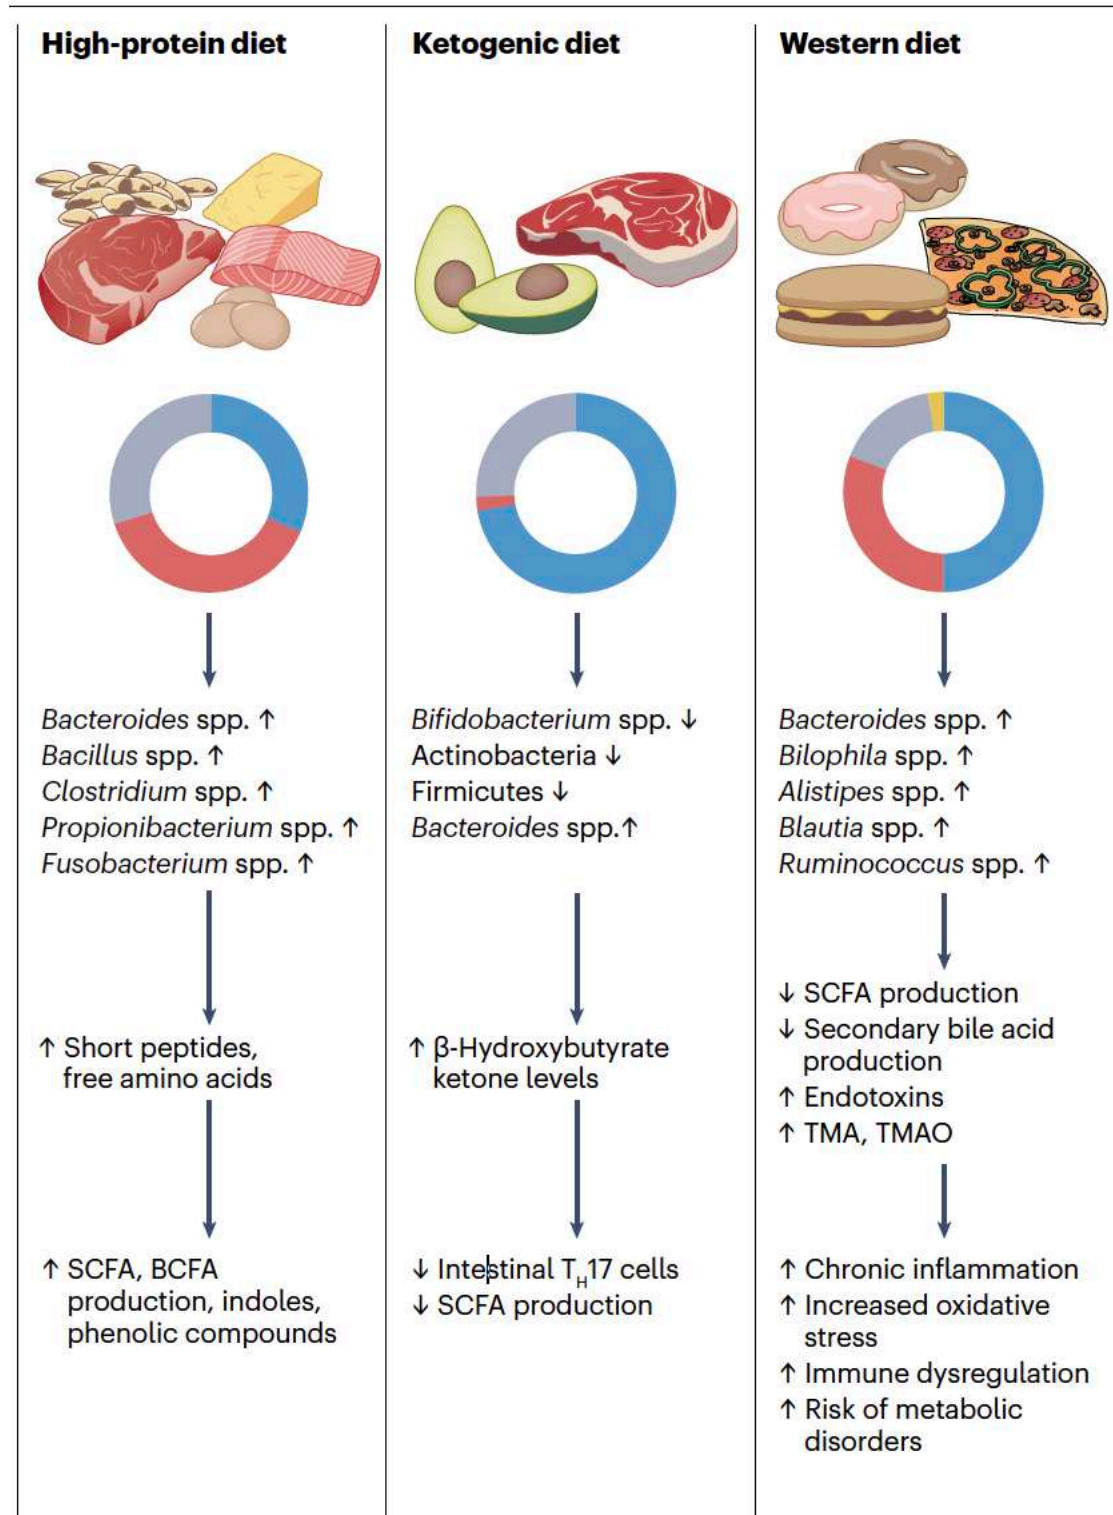 High-protein diet
Bacteroides spp. ↑
Bacillus spp. ↑
Clostridium spp. ↑
Propionibacterium spp. ↑
Fusobacterium spp. ↑
↑ Short peptides,
free amino acids
↑ SCFA, BCFA
production, indoles,
phenolic compounds
Ketogenic diet
Bifidobacterium spp. ↓
Actinobacteria ↓
Firmicutes ↓
Bacteroides spp.↑
↑ β-Hydroxybutyrate
ketone levels
↓ Intestinal TH17 cells
↓ SCFA production
Western diet
Bacteroides spp. ↑
Bilophila spp. ↑
Alistipes spp. ↑
Blautia spp. ↑
Ruminococcus spp. ↑
↓ SCFA production
↓ Secondary bile acid
production
↑ Endotoxins
↑ TMA, TMAO
↑ Chronic inflammation
↑ Increased oxidative
stress
↑ Immune dysregulation
↑ Risk of metabolic
disorders